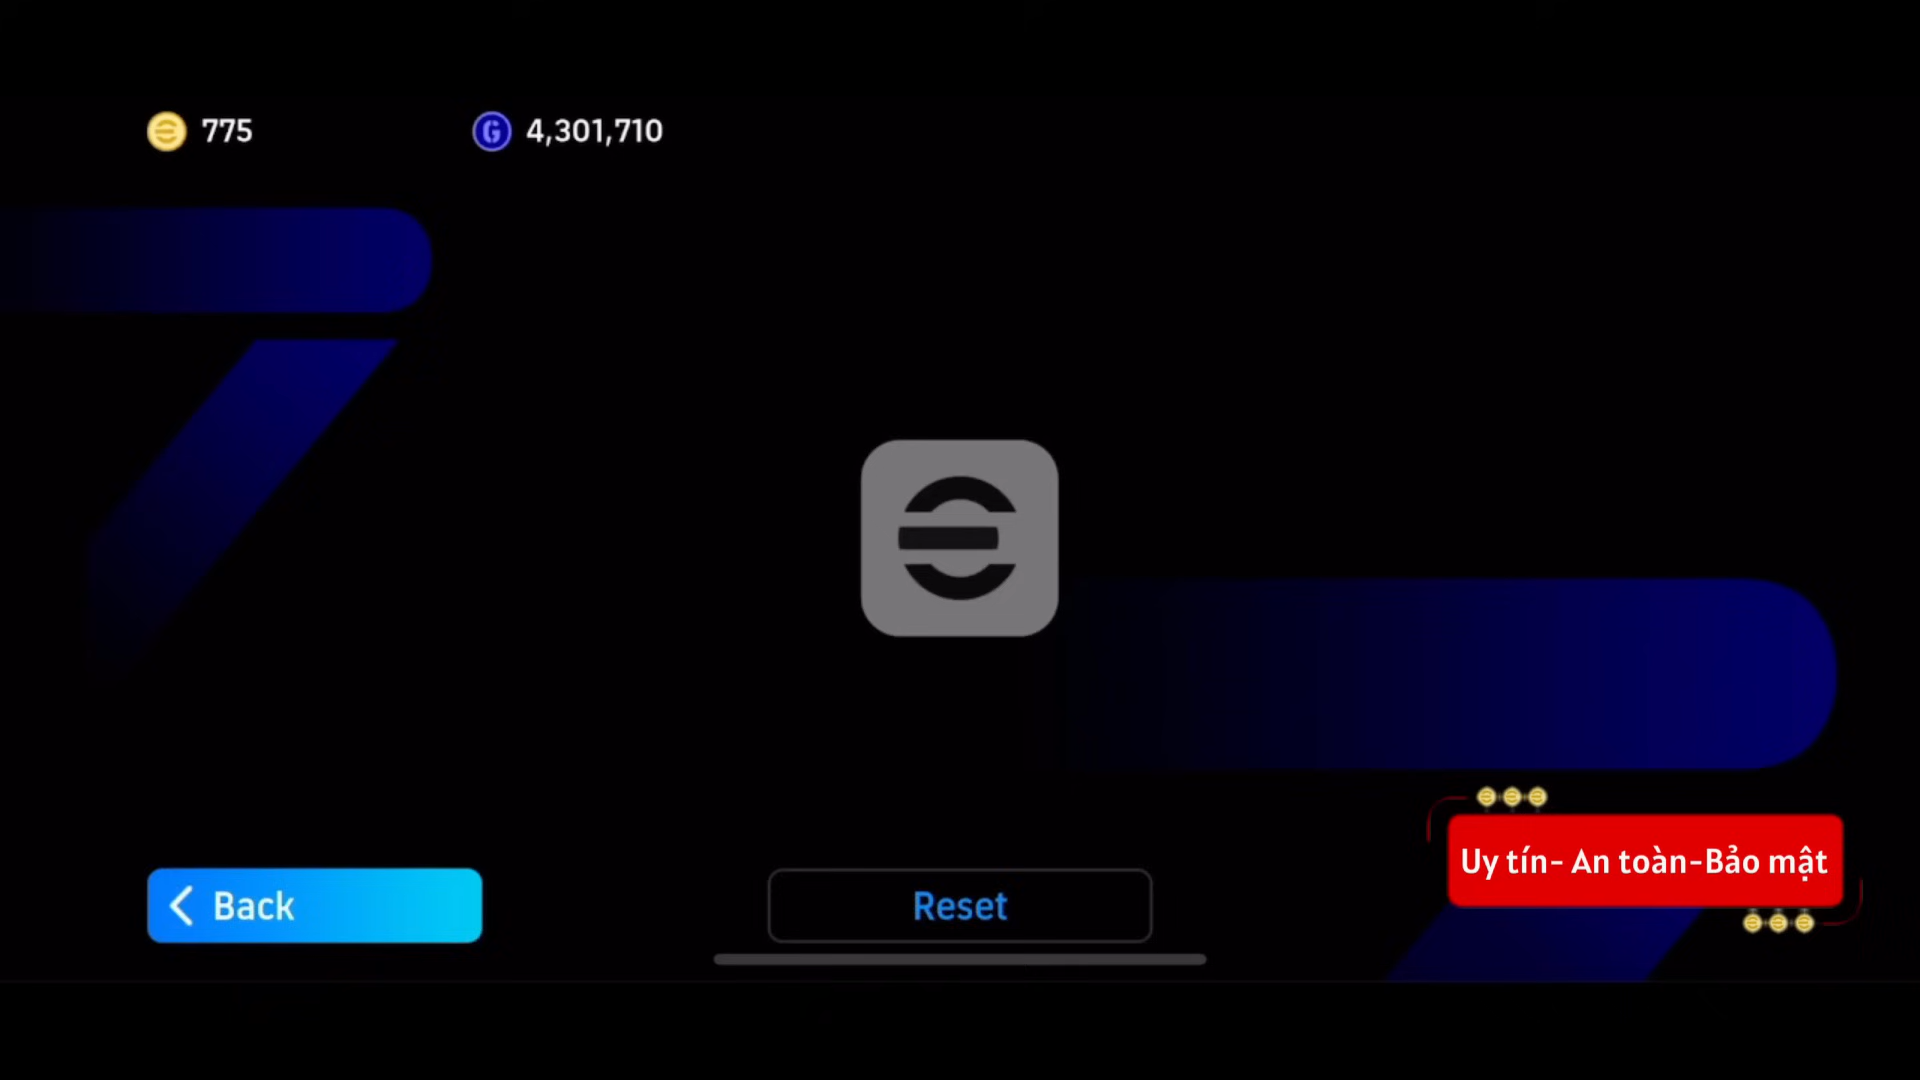 775
4,301,710
Back
Reset
Uy tín- An toàn-Bảo mật